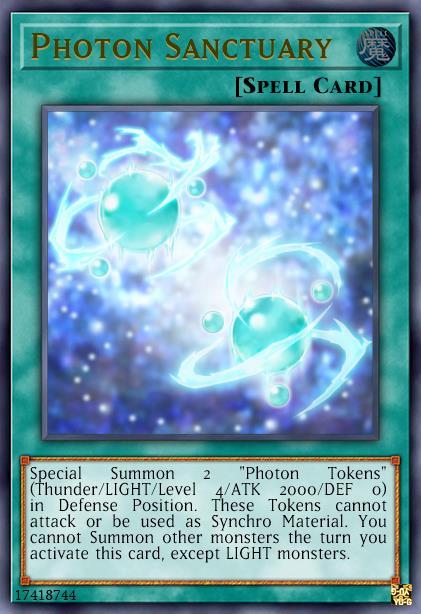 PHOTON SANCTUARY
魔
[SPELL CARD]
Special Summon 2 "Photon Tokens"
(Thunder/LIGHT/Level 4/ATK 2000/DEF 0)
in Defense Position. These Tokens cannot
attack or be used as Synchro Material. You
cannot Summon other monsters the turn you
activate this card, except LIGHT monsters.
17418744